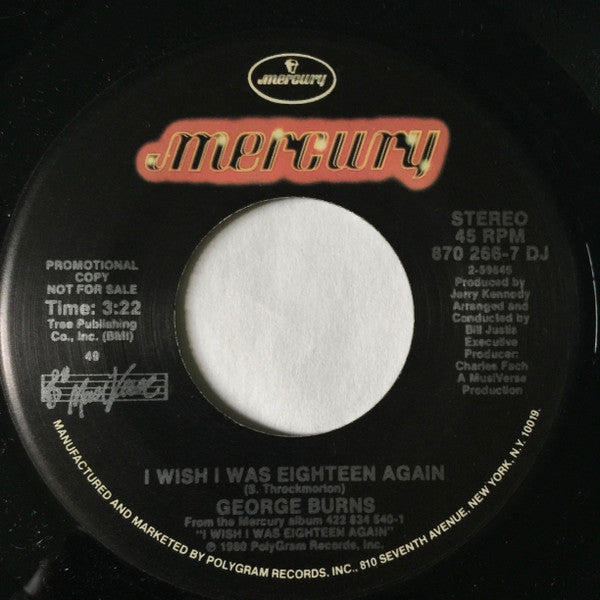 mercury
mercury
STEREO
45 RPM
870 266-7 DJ
2-59645
Produced by
Jerry Kennedy
Arranged and
Conducted by
Bill Justis
Executive
Producer:
Charles Fach
A MusiVerse
Production
PROMOTIONAL
COPY
NOT FOR SALE
Time: 3:22
Tree Publishing
Co., Inc. (BMI)
49
MusiVerse
I WISH I WAS EIGHTEEN AGAIN
(S. Throckmorton)
GEORGE BURNS
From the Mercury album 422 834 540-1
"I WISH I WAS EIGHTEEN AGAIN"
℗ 1980 PolyGram Records, Inc.
MANUFACTURED AND MARKETED BY POLYGRAM RECORDS, INC., 810 SEVENTH AVENUE, NEW YORK, N.Y. 10019.